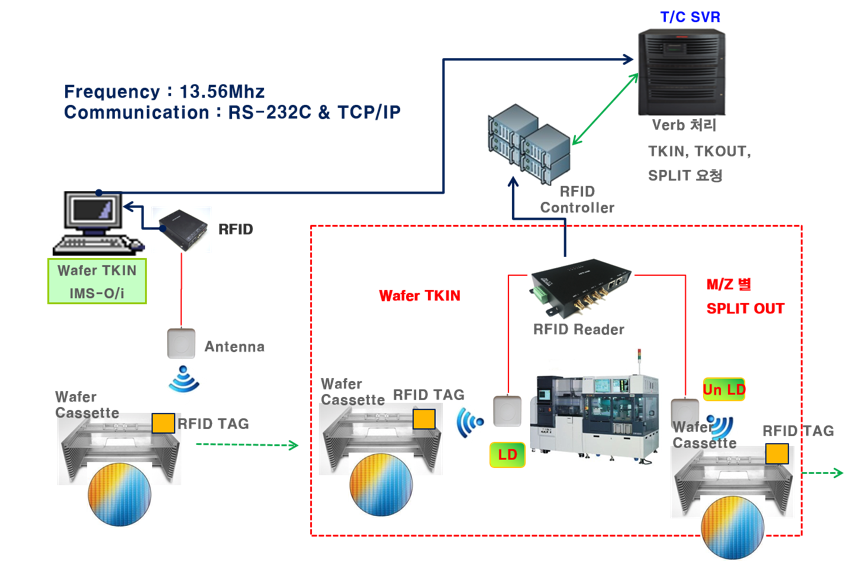 T/C SVR
Frequency : 13.56Mhz
Communication : RS-232C & TCP/IP
Verb 처리
TKIN, TKOUT,
SPLIT 요청
RFID
Controller
RFID
Wafer TKIN
IMS-O/i
Wafer TKIN
M/Z 별
SPLIT OUT
RFID Reader
Antenna
Wafer
Cassette
RFID TAG
Wafer
Cassette
RFID TAG
LD
Un LD
Wafer
Cassette
RFID TAG